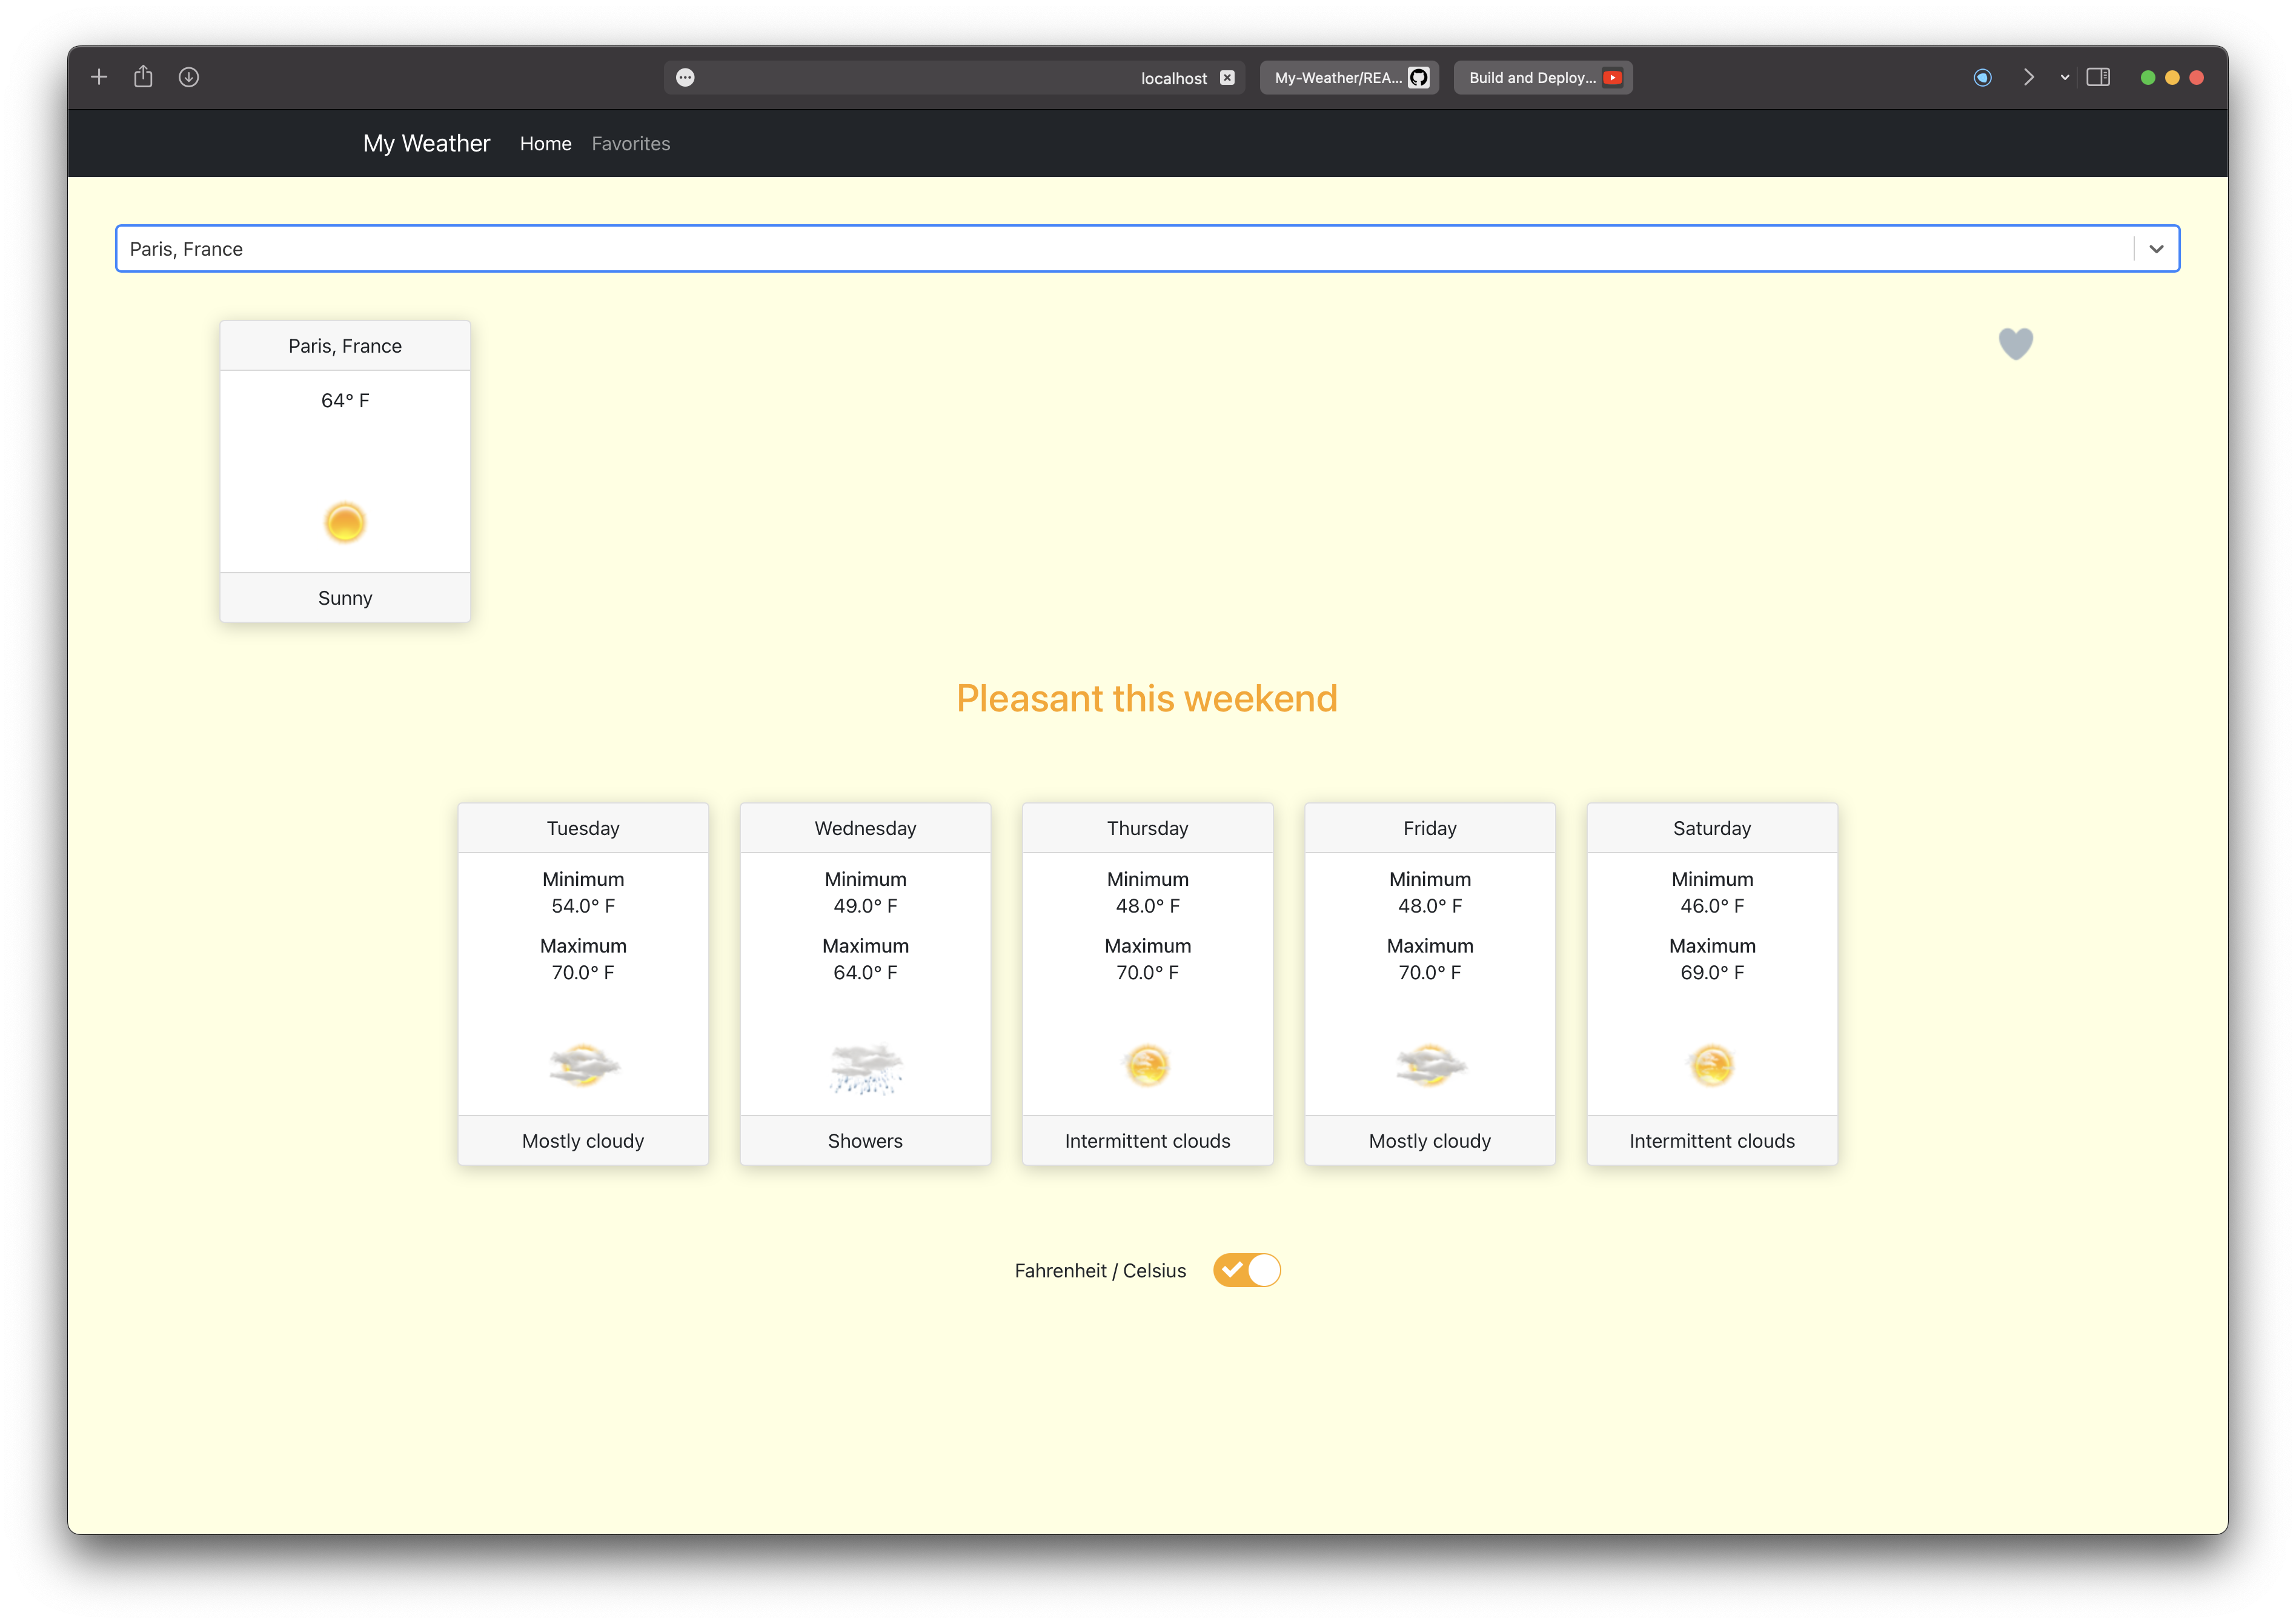 localhost
My-Weather/REA...
Build and Deploy...
My Weather
Home
Favorites
Paris, France
Paris, France
64° F
Sunny
Pleasant this weekend
Tuesday
Minimum
54.0° F
Maximum
70.0° F
Mostly cloudy
Wednesday
Minimum
49.0° F
Maximum
64.0° F
Showers
Thursday
Minimum
48.0° F
Maximum
70.0° F
Intermittent clouds
Friday
Minimum
48.0° F
Maximum
70.0° F
Mostly cloudy
Saturday
Minimum
46.0° F
Maximum
69.0° F
Intermittent clouds
Fahrenheit / Celsius